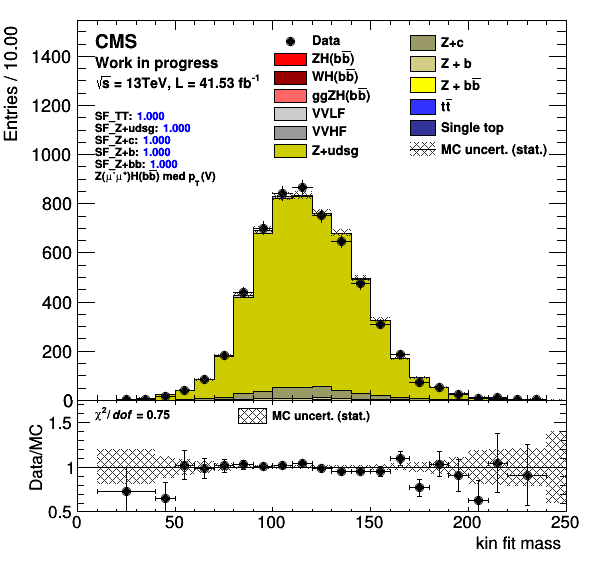 CMS
Work in progress
√s = 13TeV, L = 41.53 fb⁻¹
SF_TT: 1.000
SF_Z+udsg: 1.000
SF_Z+c: 1.000
SF_Z+b: 1.000
SF_Z+bb: 1.000
Z(μ⁻μ⁺)H(bb̅) med p_T(V)
Data
ZH(bb̅)
WH(bb̅)
ggZH(bb̅)
VVLF
VVHF
Z+udsg
Z+c
Z + b
Z + bb̅
tt̅
Single top
MC uncert. (stat.)
Entries / 10.00
1400
1200
1000
800
600
400
200
0
χ²/dof = 0.75
MC uncert. (stat.)
Data/MC
1.5
1
0.5
0 50 100 150 200 250
kin fit mass